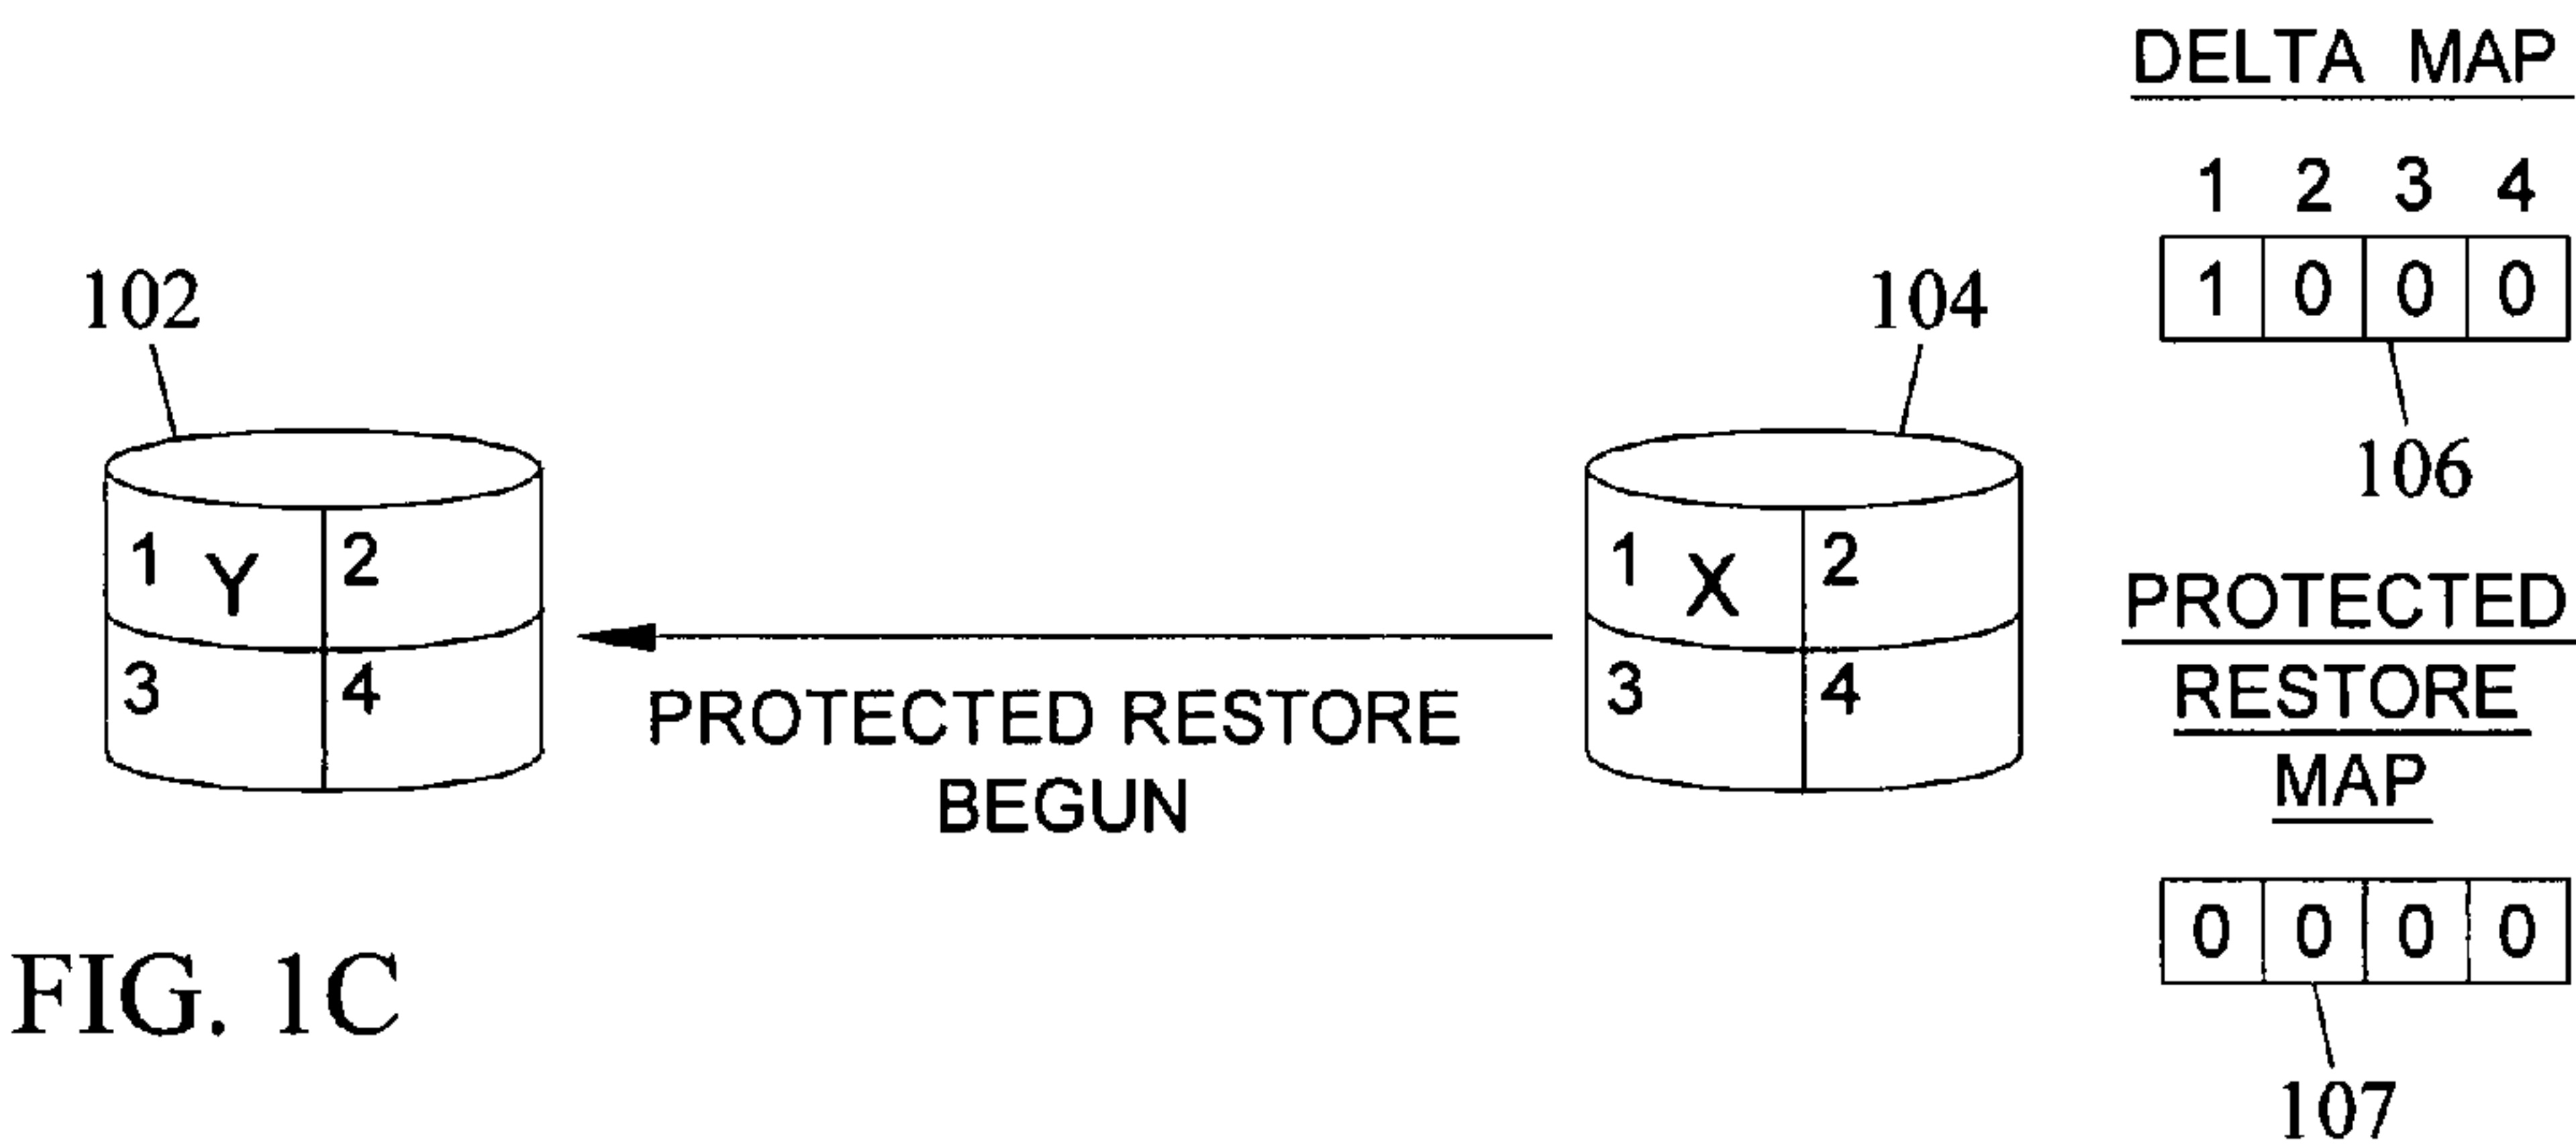 DELTA MAP
1 2 3 4
1 0 0 0
102
104
106
1 Y 2
3 4
1 X 2
3 4
PROTECTED RESTORE
BEGUN
PROTECTED
RESTORE
MAP
0 0 0 0
107
FIG. 1C